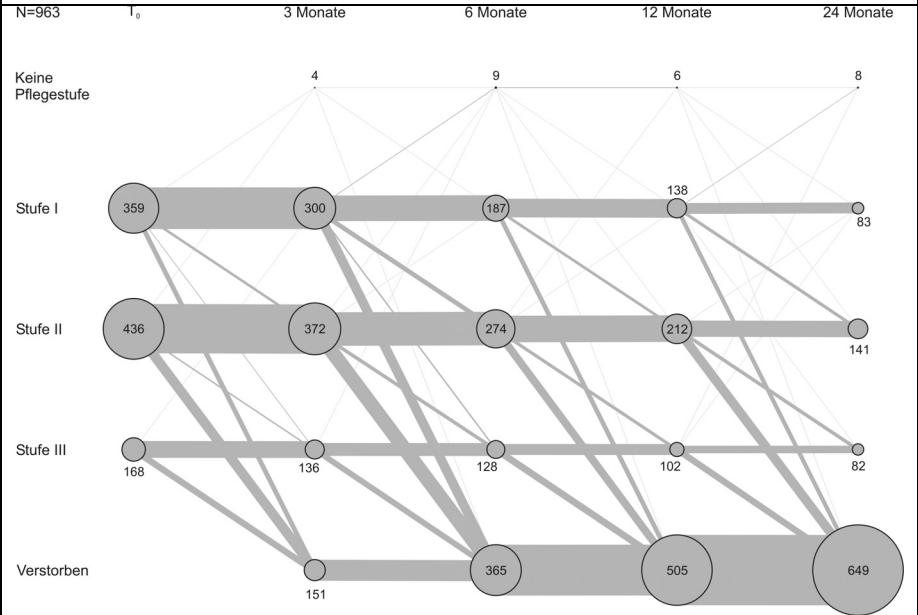 N=963 T₀ 3 Monate 6 Monate 12 Monate 24 Monate
4 9 6 8
Keine
Pflegestufe
138
Stufe I 359 300 187
83
Stufe II 436 372 274 212
141
Stufe III
168 136 128 102 82
Verstorben 365 505 649
151